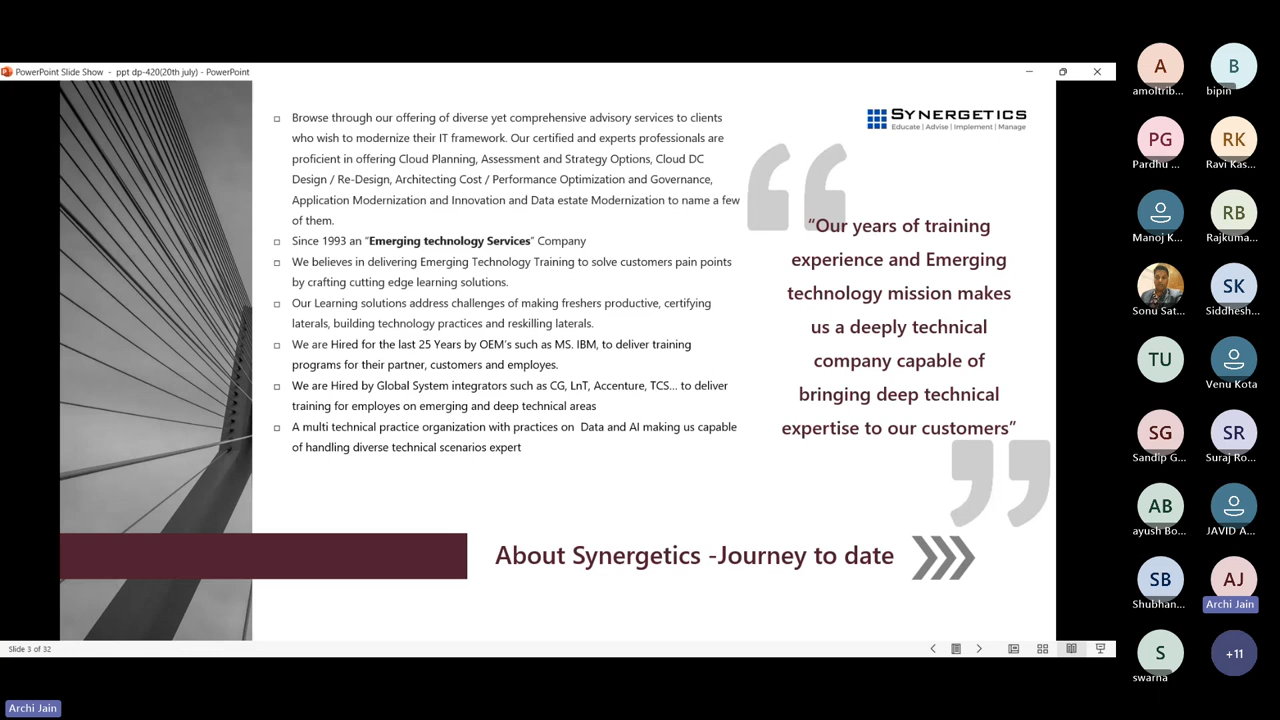 PowerPoint Slide Show - ppt dp-420(20th july) - PowerPoint
Browse through our offering of diverse yet comprehensive advisory services to clients
who wish to modernize their IT framework. Our certified and experts professionals are
proficient in offering Cloud Planning, Assessment and Strategy Options, Cloud DC
Design / Re-Design, Architecting Cost / Performance Optimization and Governance,
Application Modernization and Innovation and Data estate Modernization to name a few
of them.
Since 1993 an “Emerging technology Services” Company
We believes in delivering Emerging Technology Training to solve customers pain points
by crafting cutting edge learning solutions.
Our Learning solutions address challenges of making freshers productive, certifying
laterals, building technology practices and reskilling laterals.
We are Hired for the last 25 Years by OEM’s such as MS. IBM, to deliver training
programs for their partner, customers and employes.
We are Hired by Global System integrators such as CG, LnT, Accenture, TCS... to deliver
training for employes on emerging and deep technical areas
A multi technical practice organization with practices on Data and AI making us capable
of handling diverse technical scenarios expert
SYNERGETICS
Educate | Advise | Implement | Manage
“Our years of training
experience and Emerging
technology mission makes
us a deeply technical
company capable of
bringing deep technical
expertise to our customers”
About Synergetics -Journey to date
Slide 3 of 32
A
amoltrib...
B
bipin
PG
Pardhu ...
RK
Ravi Kas...
Manoj K...
RB
Rajkuma...
Sonu Sat...
SK
Siddhesh...
TU
Venu Kota
SG
Sandip G...
SR
Suraj Ro...
AB
ayush Bo...
JAVID A...
SB
Shubhan...
AJ
Archi Jain
S
swarna
+11
Archi Jain